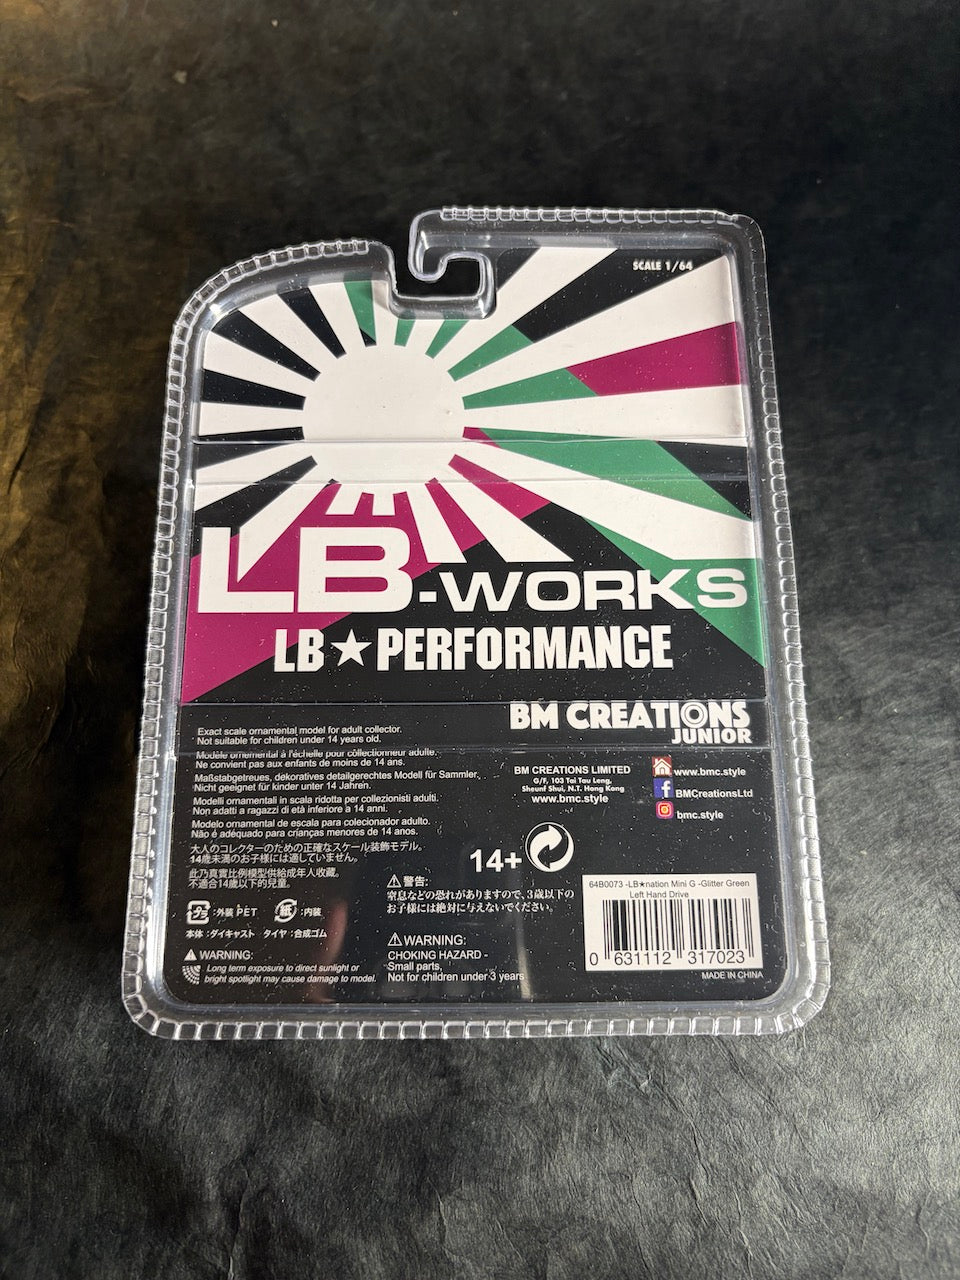 SCALE 1/64
LB-WORKS
LB★PERFORMANCE
BM CREATIONS
JUNIOR
Exact scale ornamental model for adult collector.
Not suitable for children under 14 years old.
Modèle ornemental à l'échelle pour collectionneur adulte.
Ne convient pas aux enfants de moins de 14 ans.
Maßstabgetreues, dekoratives detailgerechtes Modell für Sammler,
Nicht geeignet für kinder unter 14 Jahren.
Modelli ornamentali in scala ridotta per collezionisti adulti.
Non adatti a ragazzi di età inferiore a 14 anni.
Modelo ornamental de escala para colecionador adulto.
Não é adéquado para crianças menores de 14 anos.
大人のコレクターのための正確なスケール装飾モデル。
14歳未満のお子様には適していません。
此乃真實比例模型供給成年人收藏。
不適合14歲以下的兒童。
プラ:外装 PET 紙:内装
本体:ダイキャスト タイヤ:合成ゴム
WARNING:
Long term exposure to direct sunlight or
bright spotlight may cause damage to model.
BM CREATIONS LIMITED
G/F, 103 Tai Tau Leng,
Sheunf Shui, N.T. Hong Kong
www.bmc.style
www.bmc.style
BMCreationsLtd
bmc.style
14+
警告:
窒息などの恐れがありますので、3歳以下の
お子様には絶対に与えないでください。
WARNING:
CHOKING HAZARD -
Small parts,
Not for children under 3 years
64B0073 -LB★nation Mini G -Glitter Green
Left Hand Drive
0 631112 317023
MADE IN CHINA